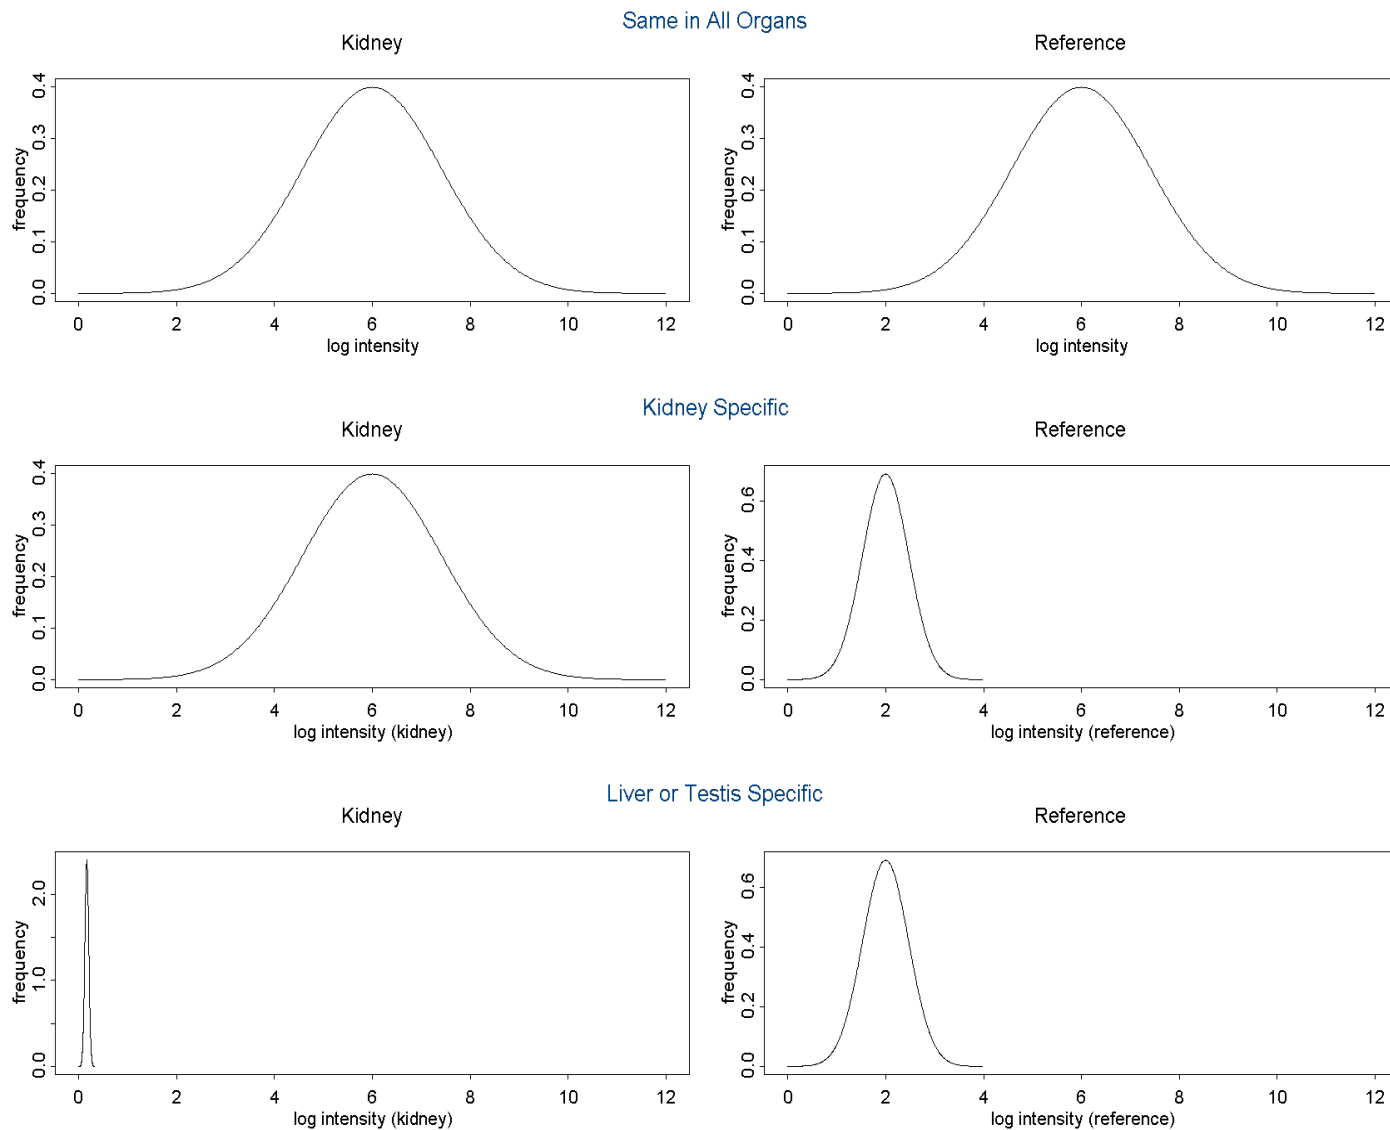 Same in All Organs
Kidney
Reference
frequency
0.0 0.1 0.2 0.3 0.4
0 2 4 6 8 10 12
log intensity
frequency
0.0 0.1 0.2 0.3 0.4
0 2 4 6 8 10 12
log intensity
Kidney Specific
Kidney
Reference
frequency
0.0 0.1 0.2 0.3 0.4
0 2 4 6 8 10 12
log intensity (kidney)
frequency
0.0 0.2 0.4 0.6
0 2 4 6 8 10 12
log intensity (reference)
Liver or Testis Specific
Kidney
Reference
frequency
0.0 1.0 2.0
0 2 4 6 8 10 12
log intensity (kidney)
frequency
0.0 0.2 0.4 0.6
0 2 4 6 8 10 12
log intensity (reference)